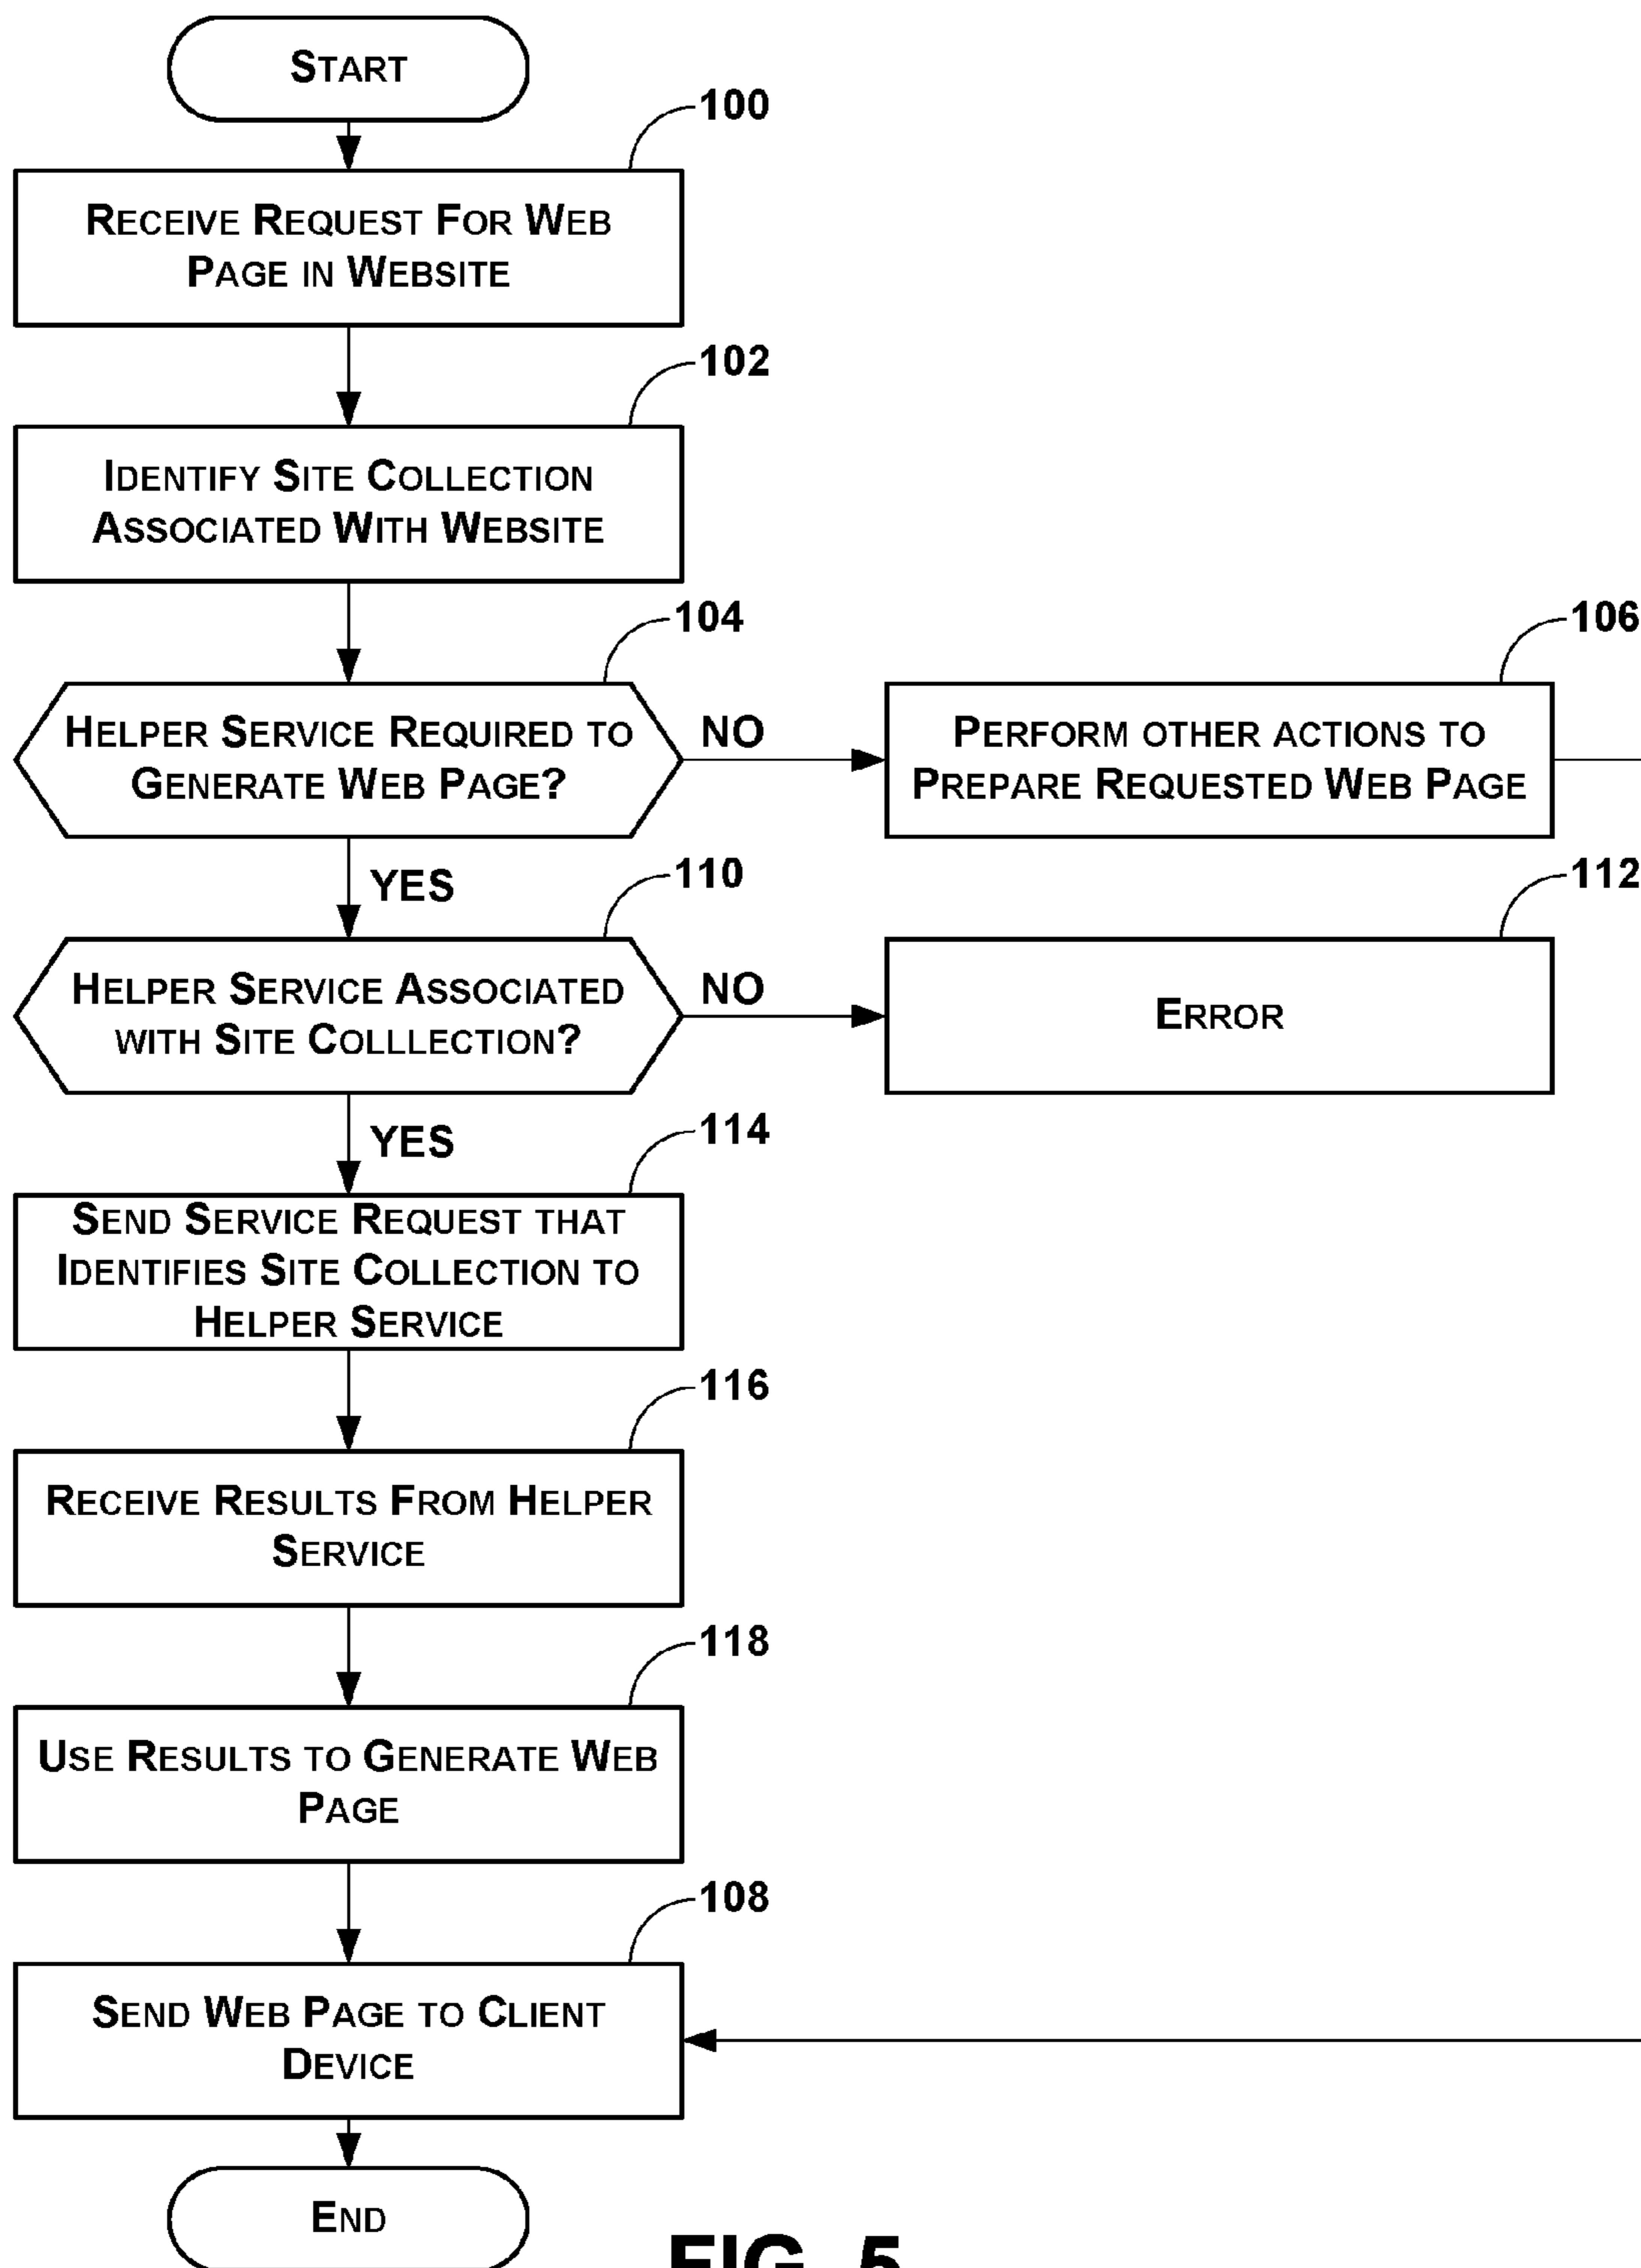 START
100
RECEIVE REQUEST FOR WEB
PAGE IN WEBSITE
102
IDENTIFY SITE COLLECTION
ASSOCIATED WITH WEBSITE
104
HELPER SERVICE REQUIRED TO
GENERATE WEB PAGE?
NO
106
PERFORM OTHER ACTIONS TO
PREPARE REQUESTED WEB PAGE
YES
110
HELPER SERVICE ASSOCIATED
WITH SITE COLLLECTION?
NO
112
ERROR
YES
114
SEND SERVICE REQUEST THAT
IDENTIFIES SITE COLLECTION TO
HELPER SERVICE
116
RECEIVE RESULTS FROM HELPER
SERVICE
118
USE RESULTS TO GENERATE WEB
PAGE
108
SEND WEB PAGE TO CLIENT
DEVICE
END
FIG. 5